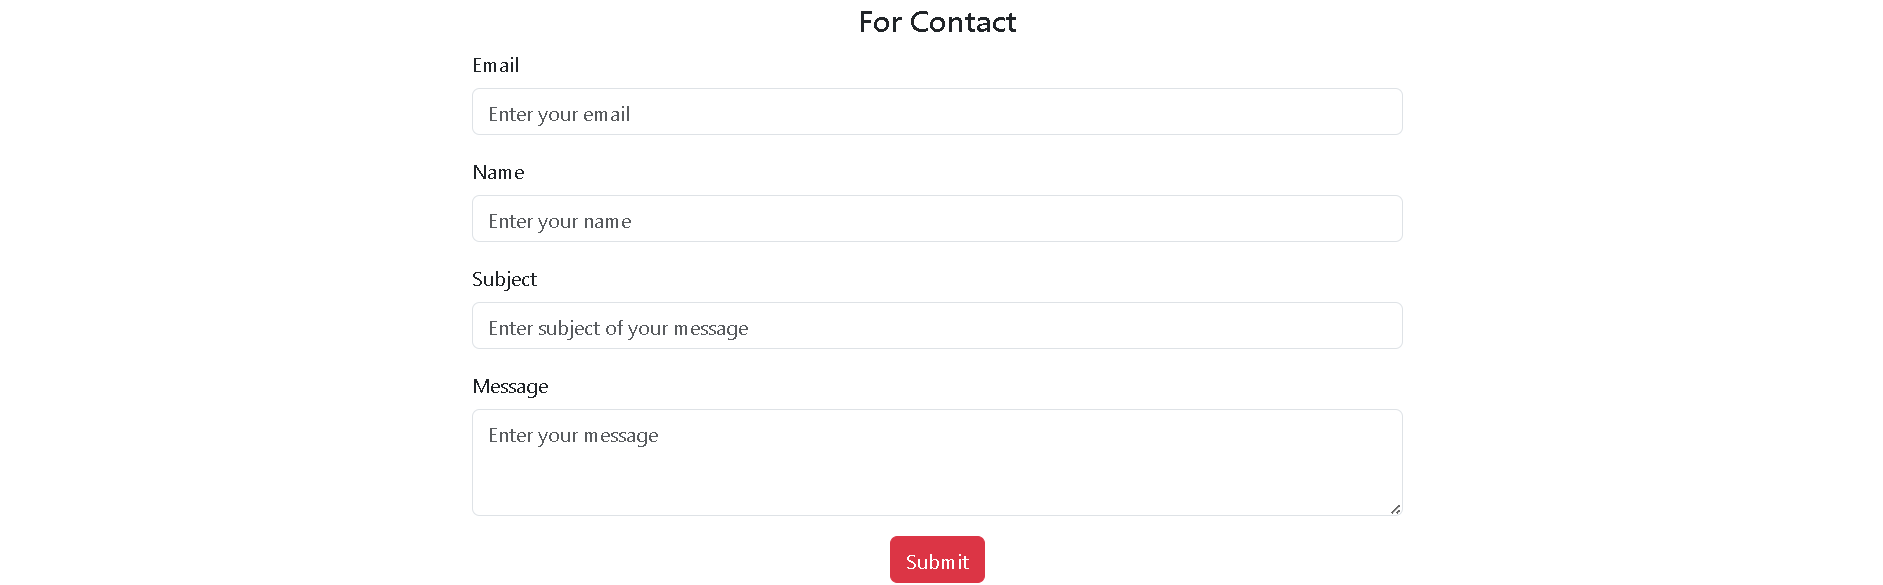 For Contact
Email
Enter your email
Name
Enter your name
Subject
Enter subject of your message
Message
Enter your message
Submit